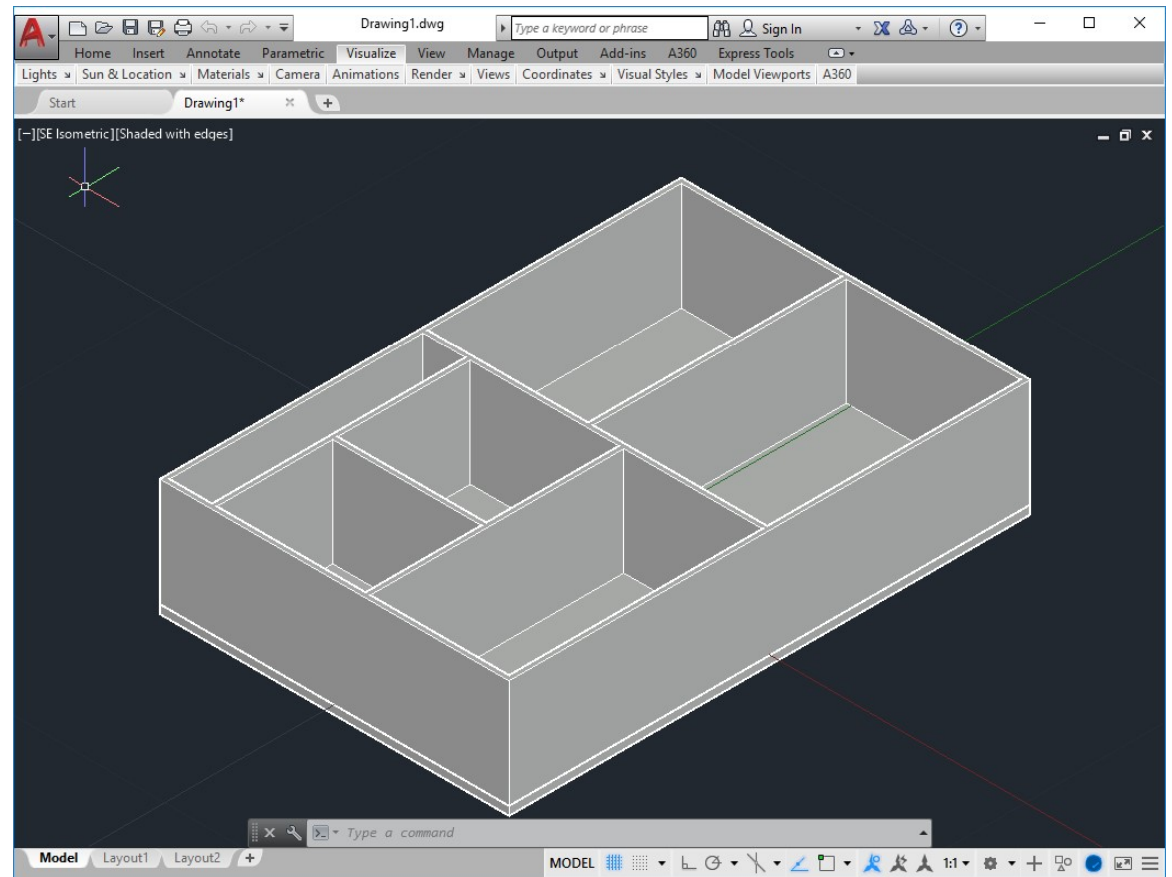 A Drawing1.dwg Type a keyword or phrase Sign In ?
Home Insert Annotate Parametric Visualize View Manage Output Add-ins A360 Express Tools
Lights Sun & Location Materials Camera Animations Render Views Coordinates Visual Styles Model Viewports A360
Start Drawing1* +
[−][SE Isometric][Shaded with edges]
Type a command
Model Layout1 Layout2 + MODEL 1:1